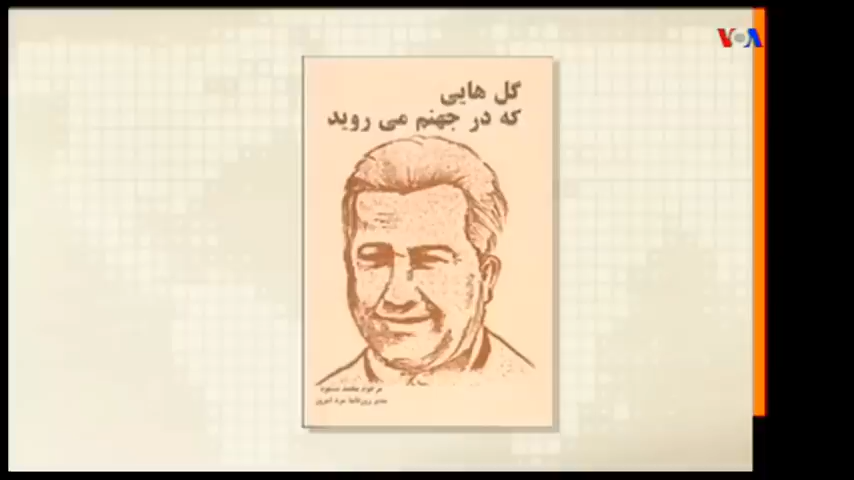 VOA
گل هایی
که در جهنم می روید
مرحوم محمد مسعود
مدیر روزنامه مرد امروز